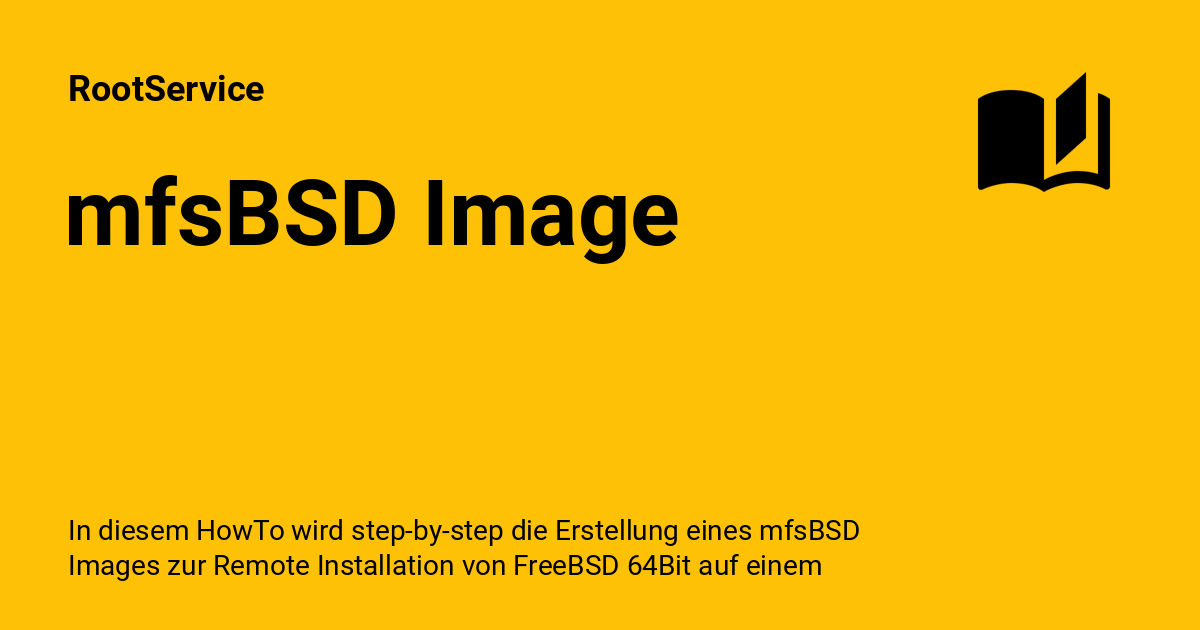 RootService
mfsBSD Image
In diesem HowTo wird step-by-step die Erstellung eines mfsBSD
Images zur Remote Installation von FreeBSD 64Bit auf einem